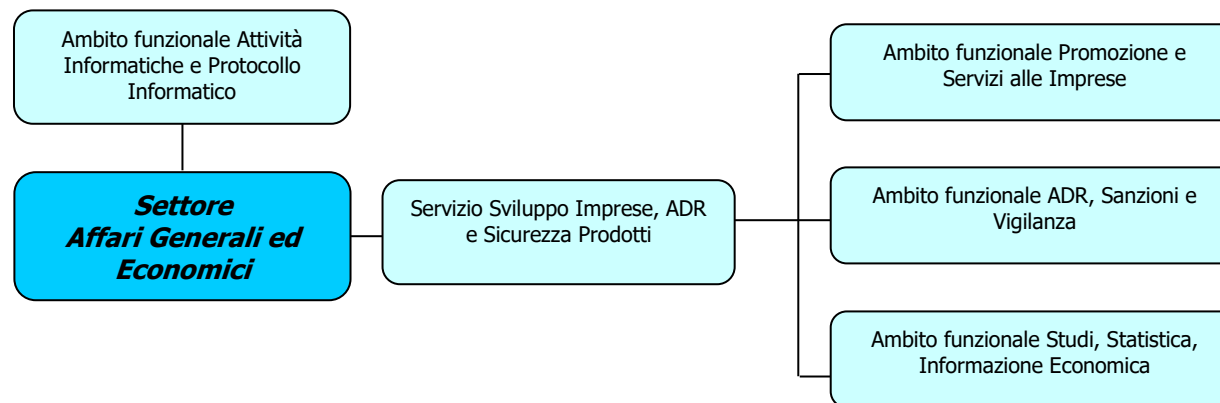 Ambito funzionale Attività
Informatiche e Protocollo
Informatico
Settore
Affari Generali ed
Economici
Servizio Sviluppo Imprese, ADR
e Sicurezza Prodotti
Ambito funzionale Promozione e
Servizi alle Imprese
Ambito funzionale ADR, Sanzioni e
Vigilanza
Ambito funzionale Studi, Statistica,
Informazione Economica